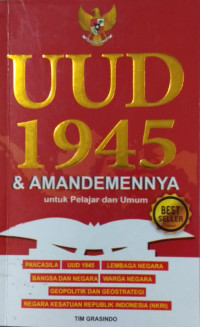 UUD
1945
& AMANDEMENNYA
untuk Pelajar dan Umum
BEST
SELLER
PANCASILA UUD 1945 LEMBAGA NEGARA
BANGSA DAN NEGARA WARGA NEGARA
GEOPOLITIK DAN GEOSTRATEGI
NEGARA KESATUAN REPUBLIK INDONESIA (NKRI)
TIM GRASINDO